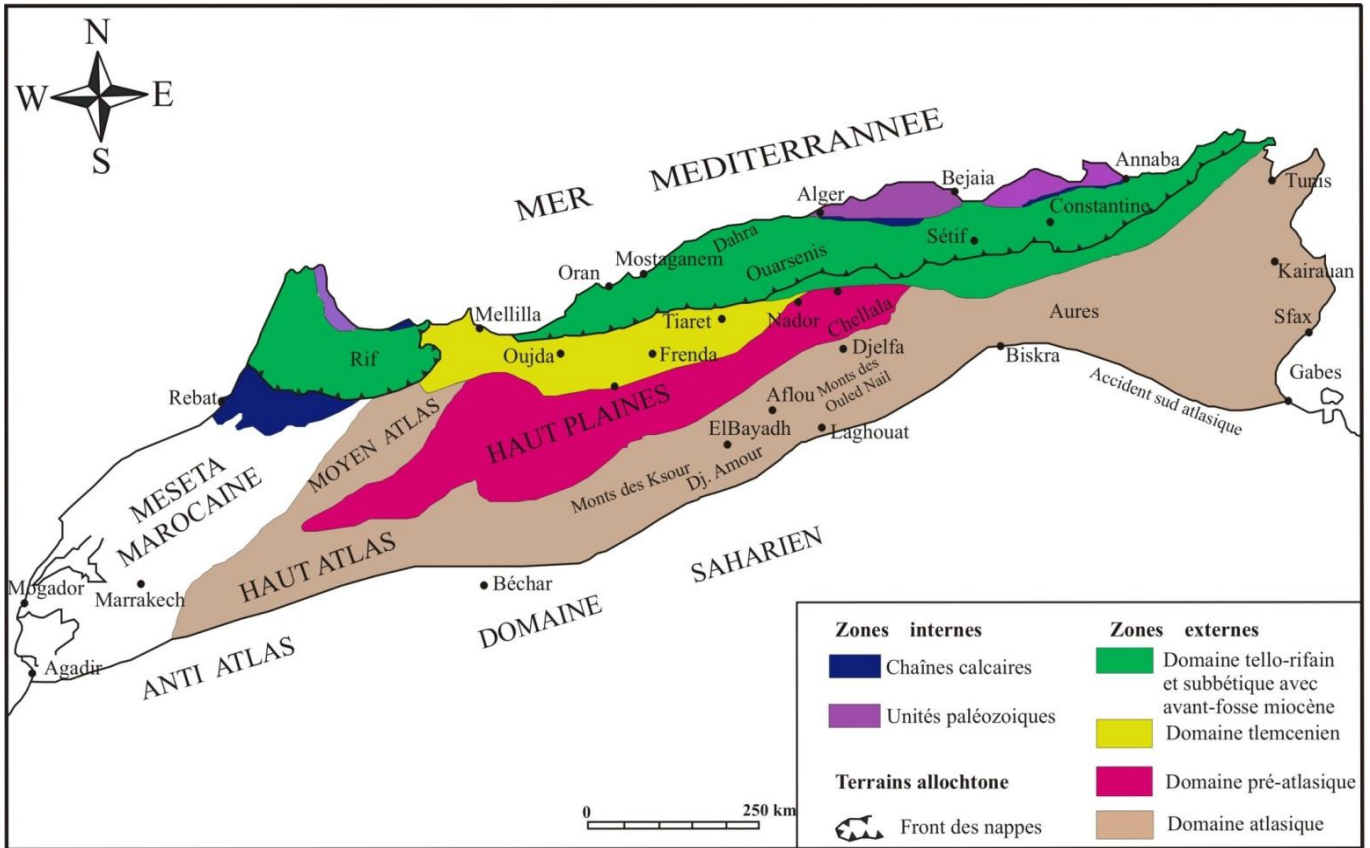 N
W
E
S
MER MEDITERRANNEE
Annaba
Bejaia
Alger
Tunis
Constantine
Dahra
Sétif
Ouarsenis
Mostaganem
Oran
Kairauan
Mellilla
Tiaret
Nador
Chellala
Aures
Sfax
Rif
Oujda
Frenda
Djelfa
Biskra
Gabes
Rebat
Accident sud atlasique
Monts des
Ouled Nail
Aflou
MOYEN ATLAS
HAUT PLAINES
ElBayadh
Laghouat
Dj. Amour
Monts des Ksour
MESETA
MAROCAINE
HAUT ATLAS
Mogador
Marrakech
Béchar
DOMAINE SAHARIEN
Agadir
ANTI ATLAS
Zones internes
Chaînes calcaires
Unités paléozoiques
Terrains allochtone
Front des nappes
Zones externes
Domaine tello-rifain
et subbétique avec
avant-fosse miocène
Domaine tlemcenien
Domaine pré-atlasique
Domaine atlasique
0 250 km